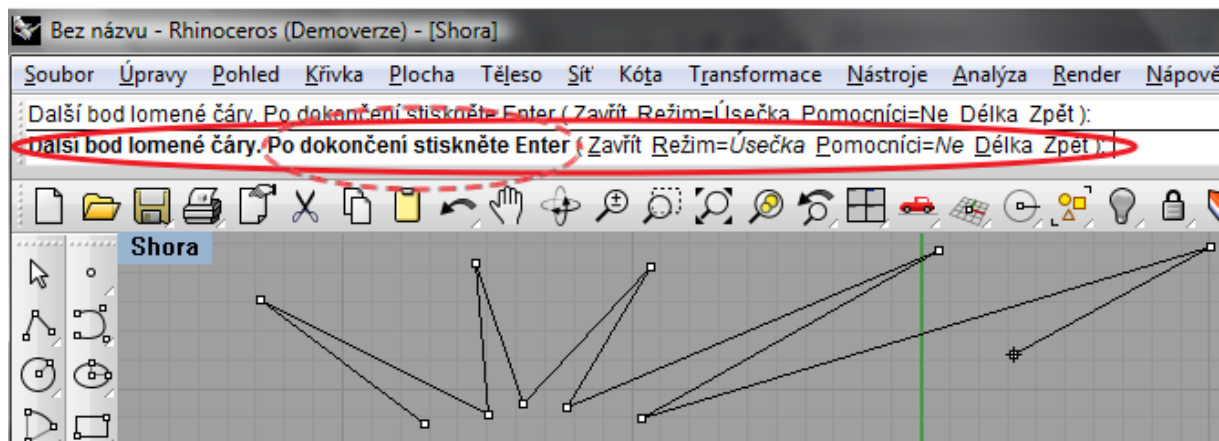 Bez názvu - Rhinoceros (Demoverze) - [Shora]
Soubor Úpravy Pohled Křivka Plocha Těleso Síť Kóta Transformace Nástroje Analýza Render Nápově
Další bod lomené čáry. Po dokončení stiskněte Enter ( Zavřít Režim=Úsečka Pomocníci=Ne Délka Zpět ):
Další bod lomené čáry. Po dokončení stiskněte Enter ( Zavřít Režim=Úsečka Pomocníci=Ne Délka Zpět ):
Shora